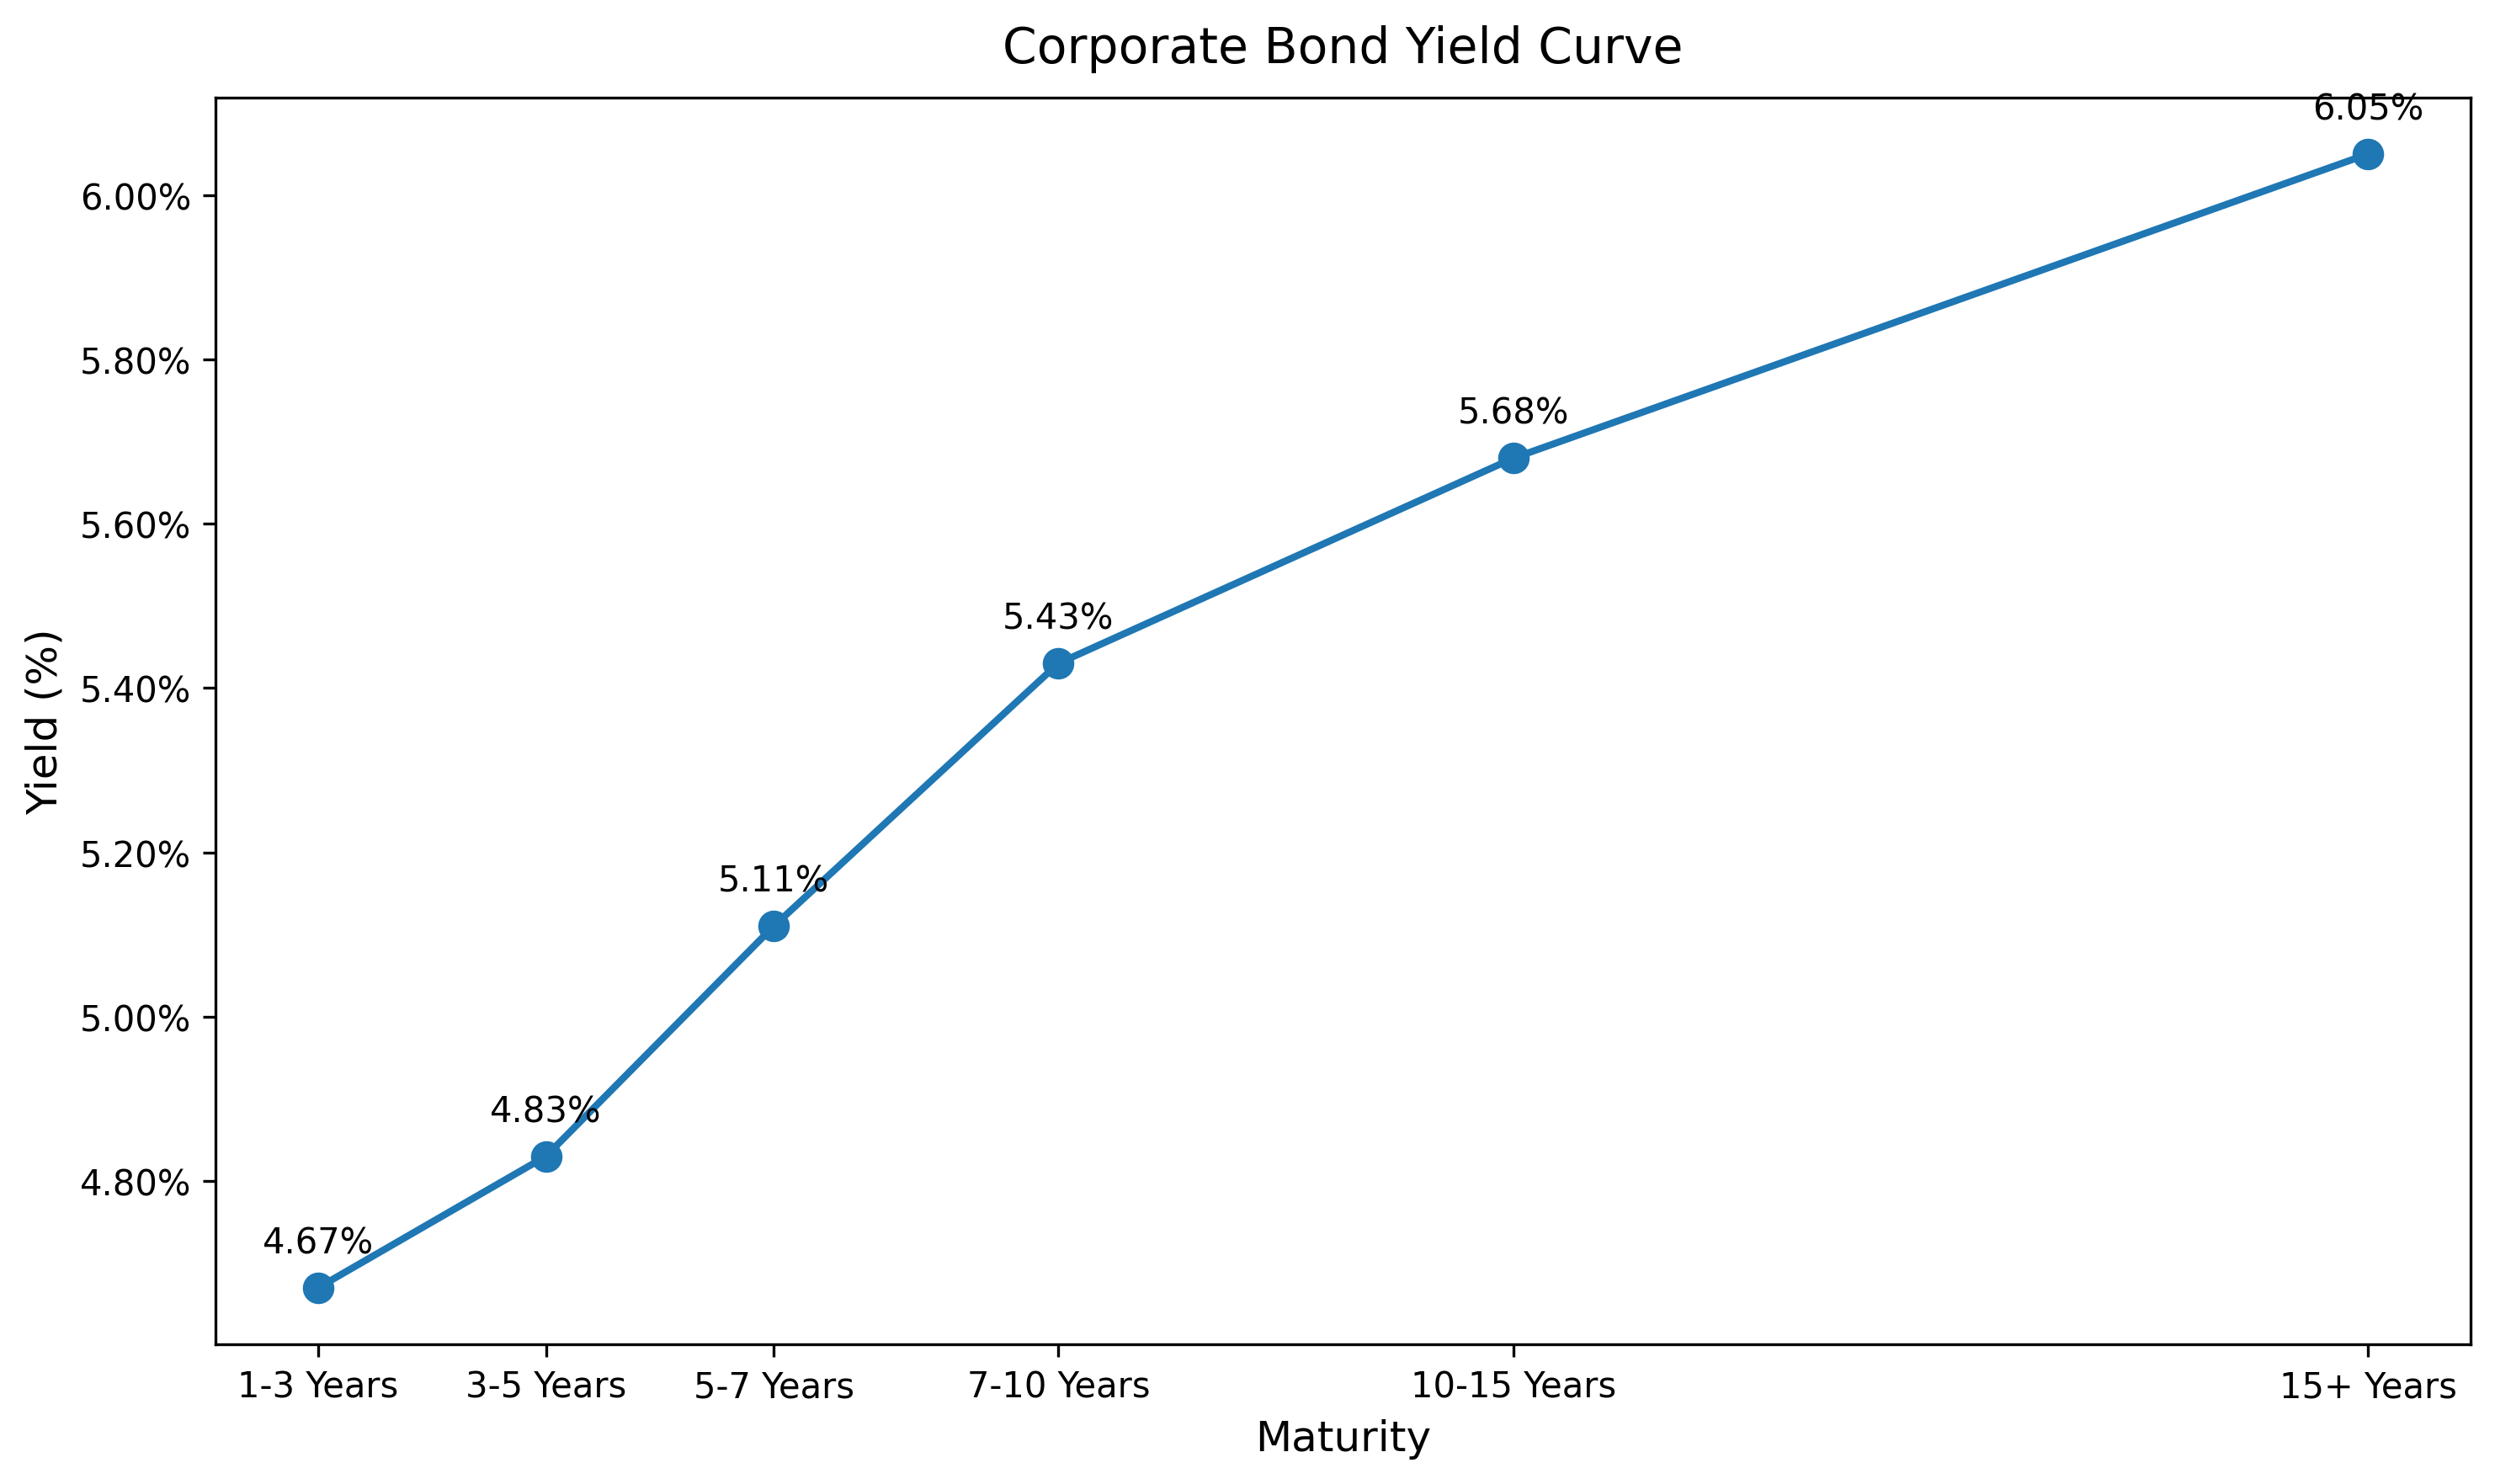 Corporate Bond Yield Curve
6.05%
6.00%
5.80%
5.68%
5.60%
5.43%
5.40%
5.20%
5.11%
5.00%
4.83%
4.80%
4.67%
Yield (%)
1-3 Years
3-5 Years
5-7 Years
7-10 Years
10-15 Years
15+ Years
Maturity